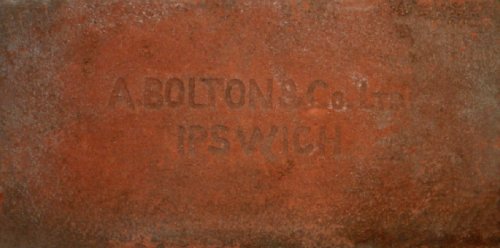 A. BOLTON & Co. LTD
IPSWICH